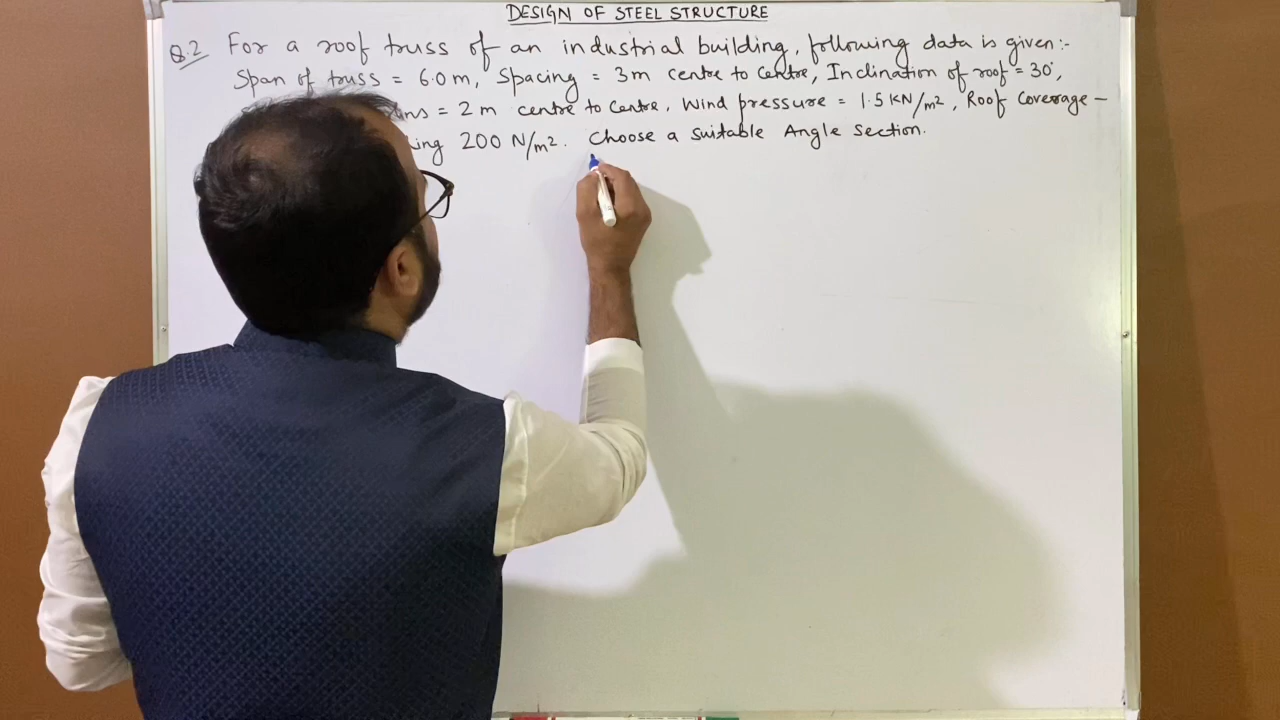 DESIGN OF STEEL STRUCTURE
Q.2 For a roof truss of an industrial building, following data is given:-
Span of truss = 6.0 m, Spacing = 3m centre to centre, Inclination of roof = 30°,
= 2 m centre to centre, Wind pressure = 1.5 KN/m², Roof Coverage -
200 N/m². Choose a suitable Angle section.